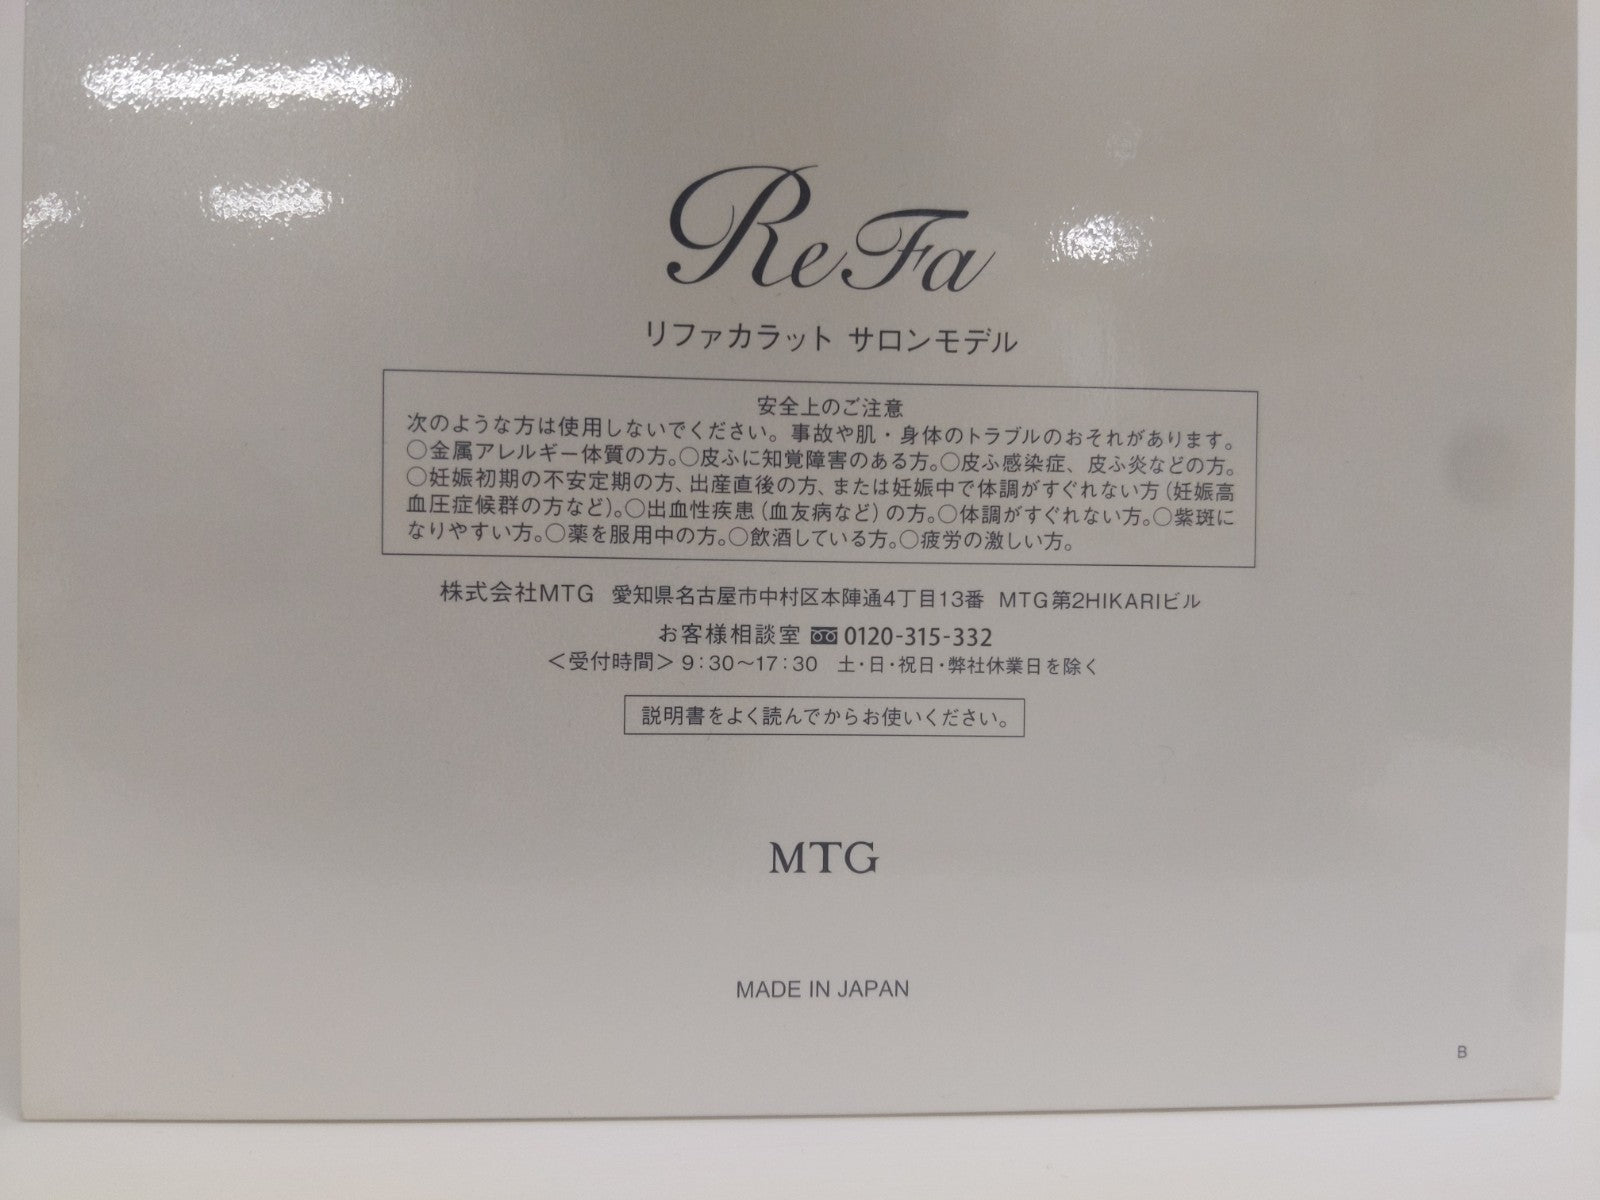 ReFa
リファカラット サロンモデル
安全上のご注意
次のような方は使用しないでください。事故や肌・身体のトラブルのおそれがあります。
○金属アレルギー体質の方。○皮ふに知覚障害のある方。○皮ふ感染症、皮ふ炎などの方。
○妊娠初期の不安定期の方、出産直後の方、または妊娠中で体調がすぐれない方（妊娠高
血圧症候群の方など）。○出血性疾患（血友病など）の方。○体調がすぐれない方。○紫斑に
なりやすい方。○薬を服用中の方。○飲酒している方。○疲労の激しい方。
株式会社MTG 愛知県名古屋市中村区本陣通4丁目13番 MTG第2HIKARIビル
お客様相談室 0120-315-332
＜受付時間＞9:30〜17:30 土・日・祝日・弊社休業日を除く
説明書をよく読んでからお使いください。
MTG
MADE IN JAPAN
B